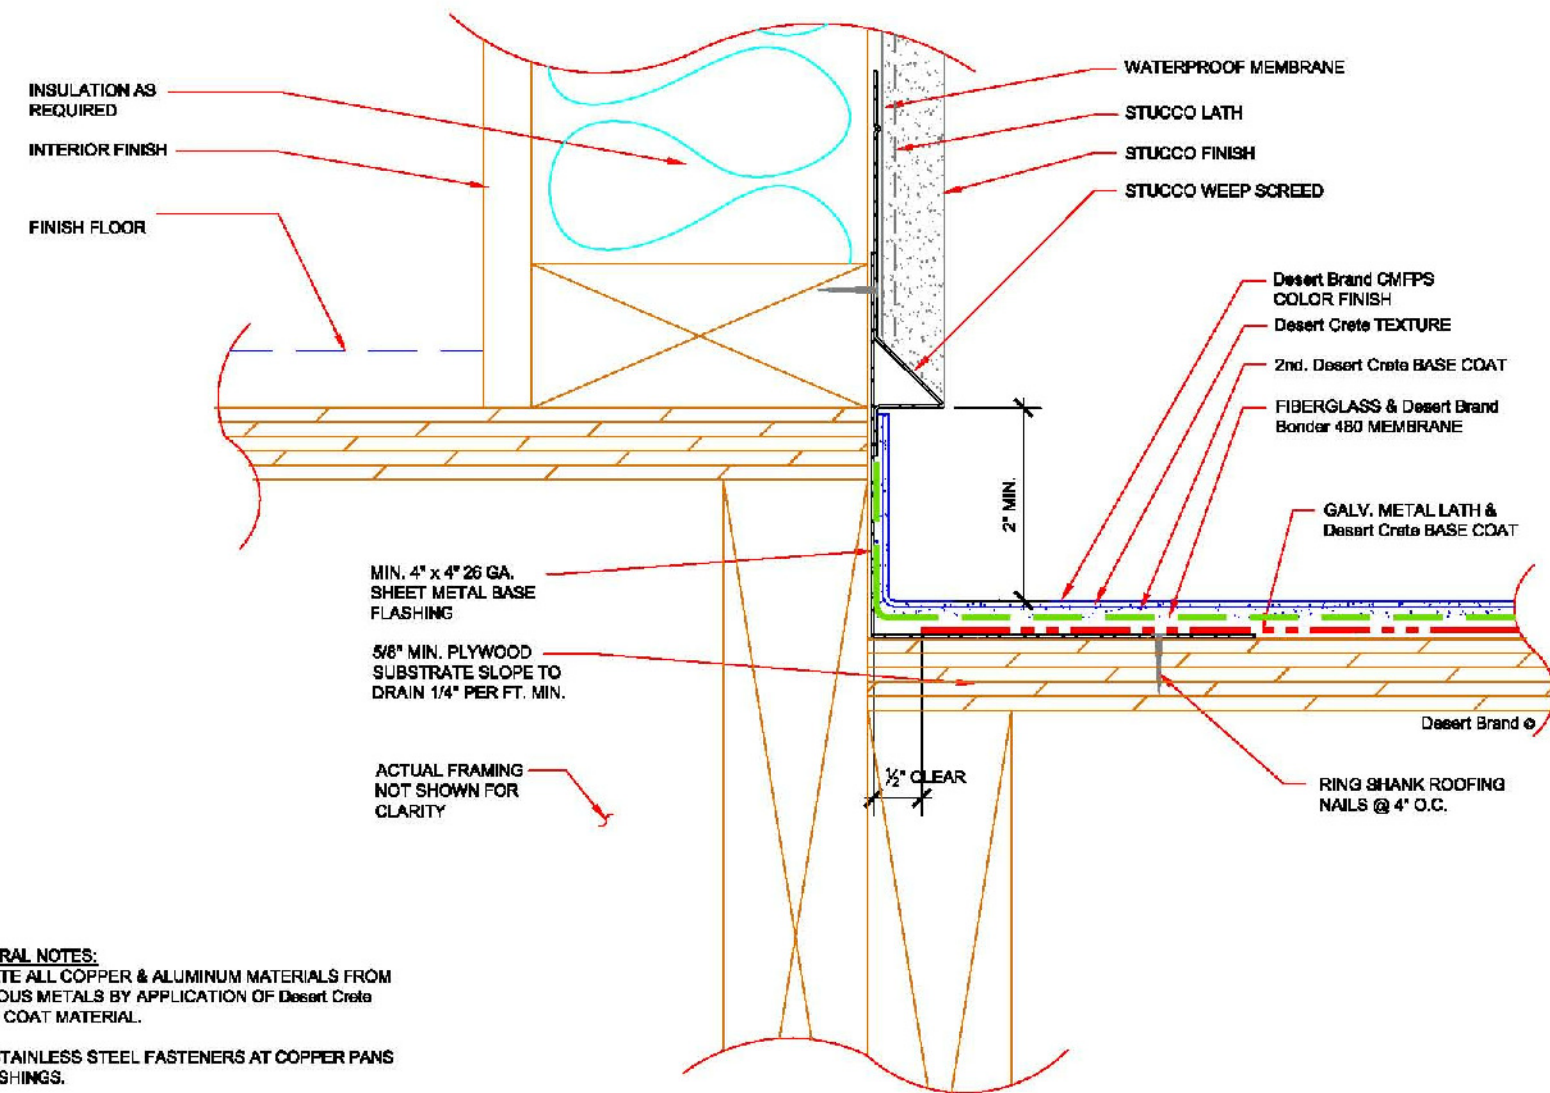 INSULATION AS
REQUIRED
INTERIOR FINISH
FINISH FLOOR
WATERPROOF MEMBRANE
STUCCO LATH
STUCCO FINISH
STUCCO WEEP SCREED
Desert Brand CMFPS
COLOR FINISH
Desert Crete TEXTURE
2nd. Desert Crete BASE COAT
FIBERGLASS & Desert Brand
Bonder 480 MEMBRANE
GALV. METAL LATH &
Desert Crete BASE COAT
2" MIN.
MIN. 4" x 4" 26 GA.
SHEET METAL BASE
FLASHING
5/8" MIN. PLYWOOD
SUBSTRATE SLOPE TO
DRAIN 1/4" PER FT. MIN.
Desert Brand ©
ACTUAL FRAMING
NOT SHOWN FOR
CLARITY
½" CLEAR
RING SHANK ROOFING
NAILS @ 4" O.C.
RAL NOTES:
TE ALL COPPER & ALUMINUM MATERIALS FROM
OUS METALS BY APPLICATION OF Desert Crete
COAT MATERIAL.
TAINLESS STEEL FASTENERS AT COPPER PANS
SHINGS.